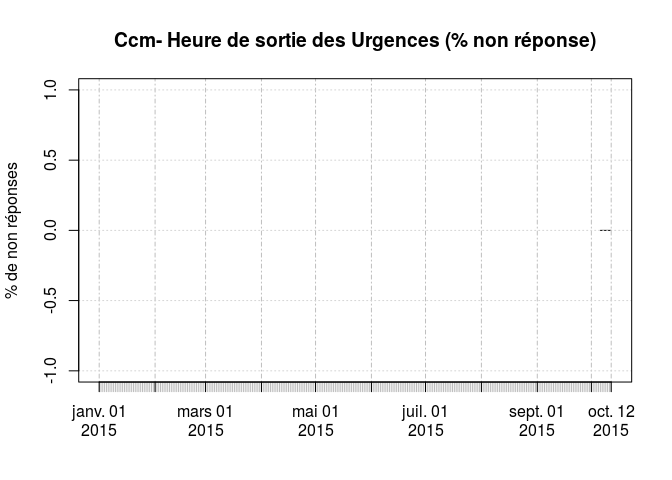 Ccm- Heure de sortie des Urgences (% non réponse)
% de non réponses
1.0
0.5
0.0
-0.5
-1.0
janv. 01
2015
mars 01
2015
mai 01
2015
juil. 01
2015
sept. 01
2015
oct. 12
2015